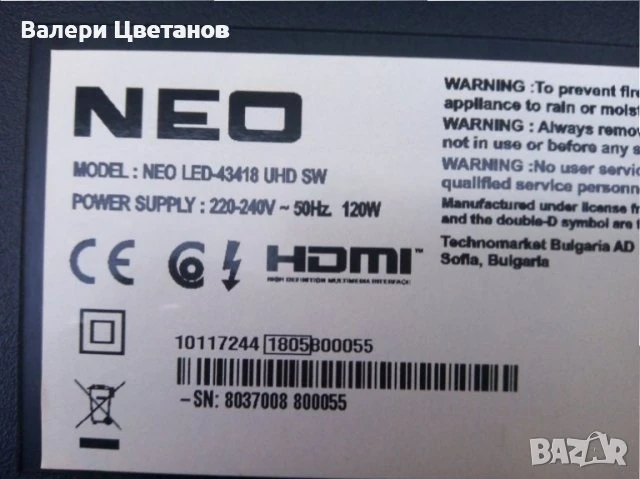 Валери Цветанов
NEO
MODEL : NEO LED-43418 UHD SW
POWER SUPPLY : 220-240V ~ 50Hz. 120W
CE
HDMI™
HIGH DEFINITION MULTIMEDIA INTERFACE
10117244 1805800055
-SN: 8037008 800055
WARNING :To prevent fire
appliance to rain or moist
WARNING : Always remov
not in use or before any s
WARNING :No user servic
qualified service personn
Manufactured under license fr
and the double-D symbol are t
Technomarket Bulgaria AD
Sofia, Bulgaria
BAZAR